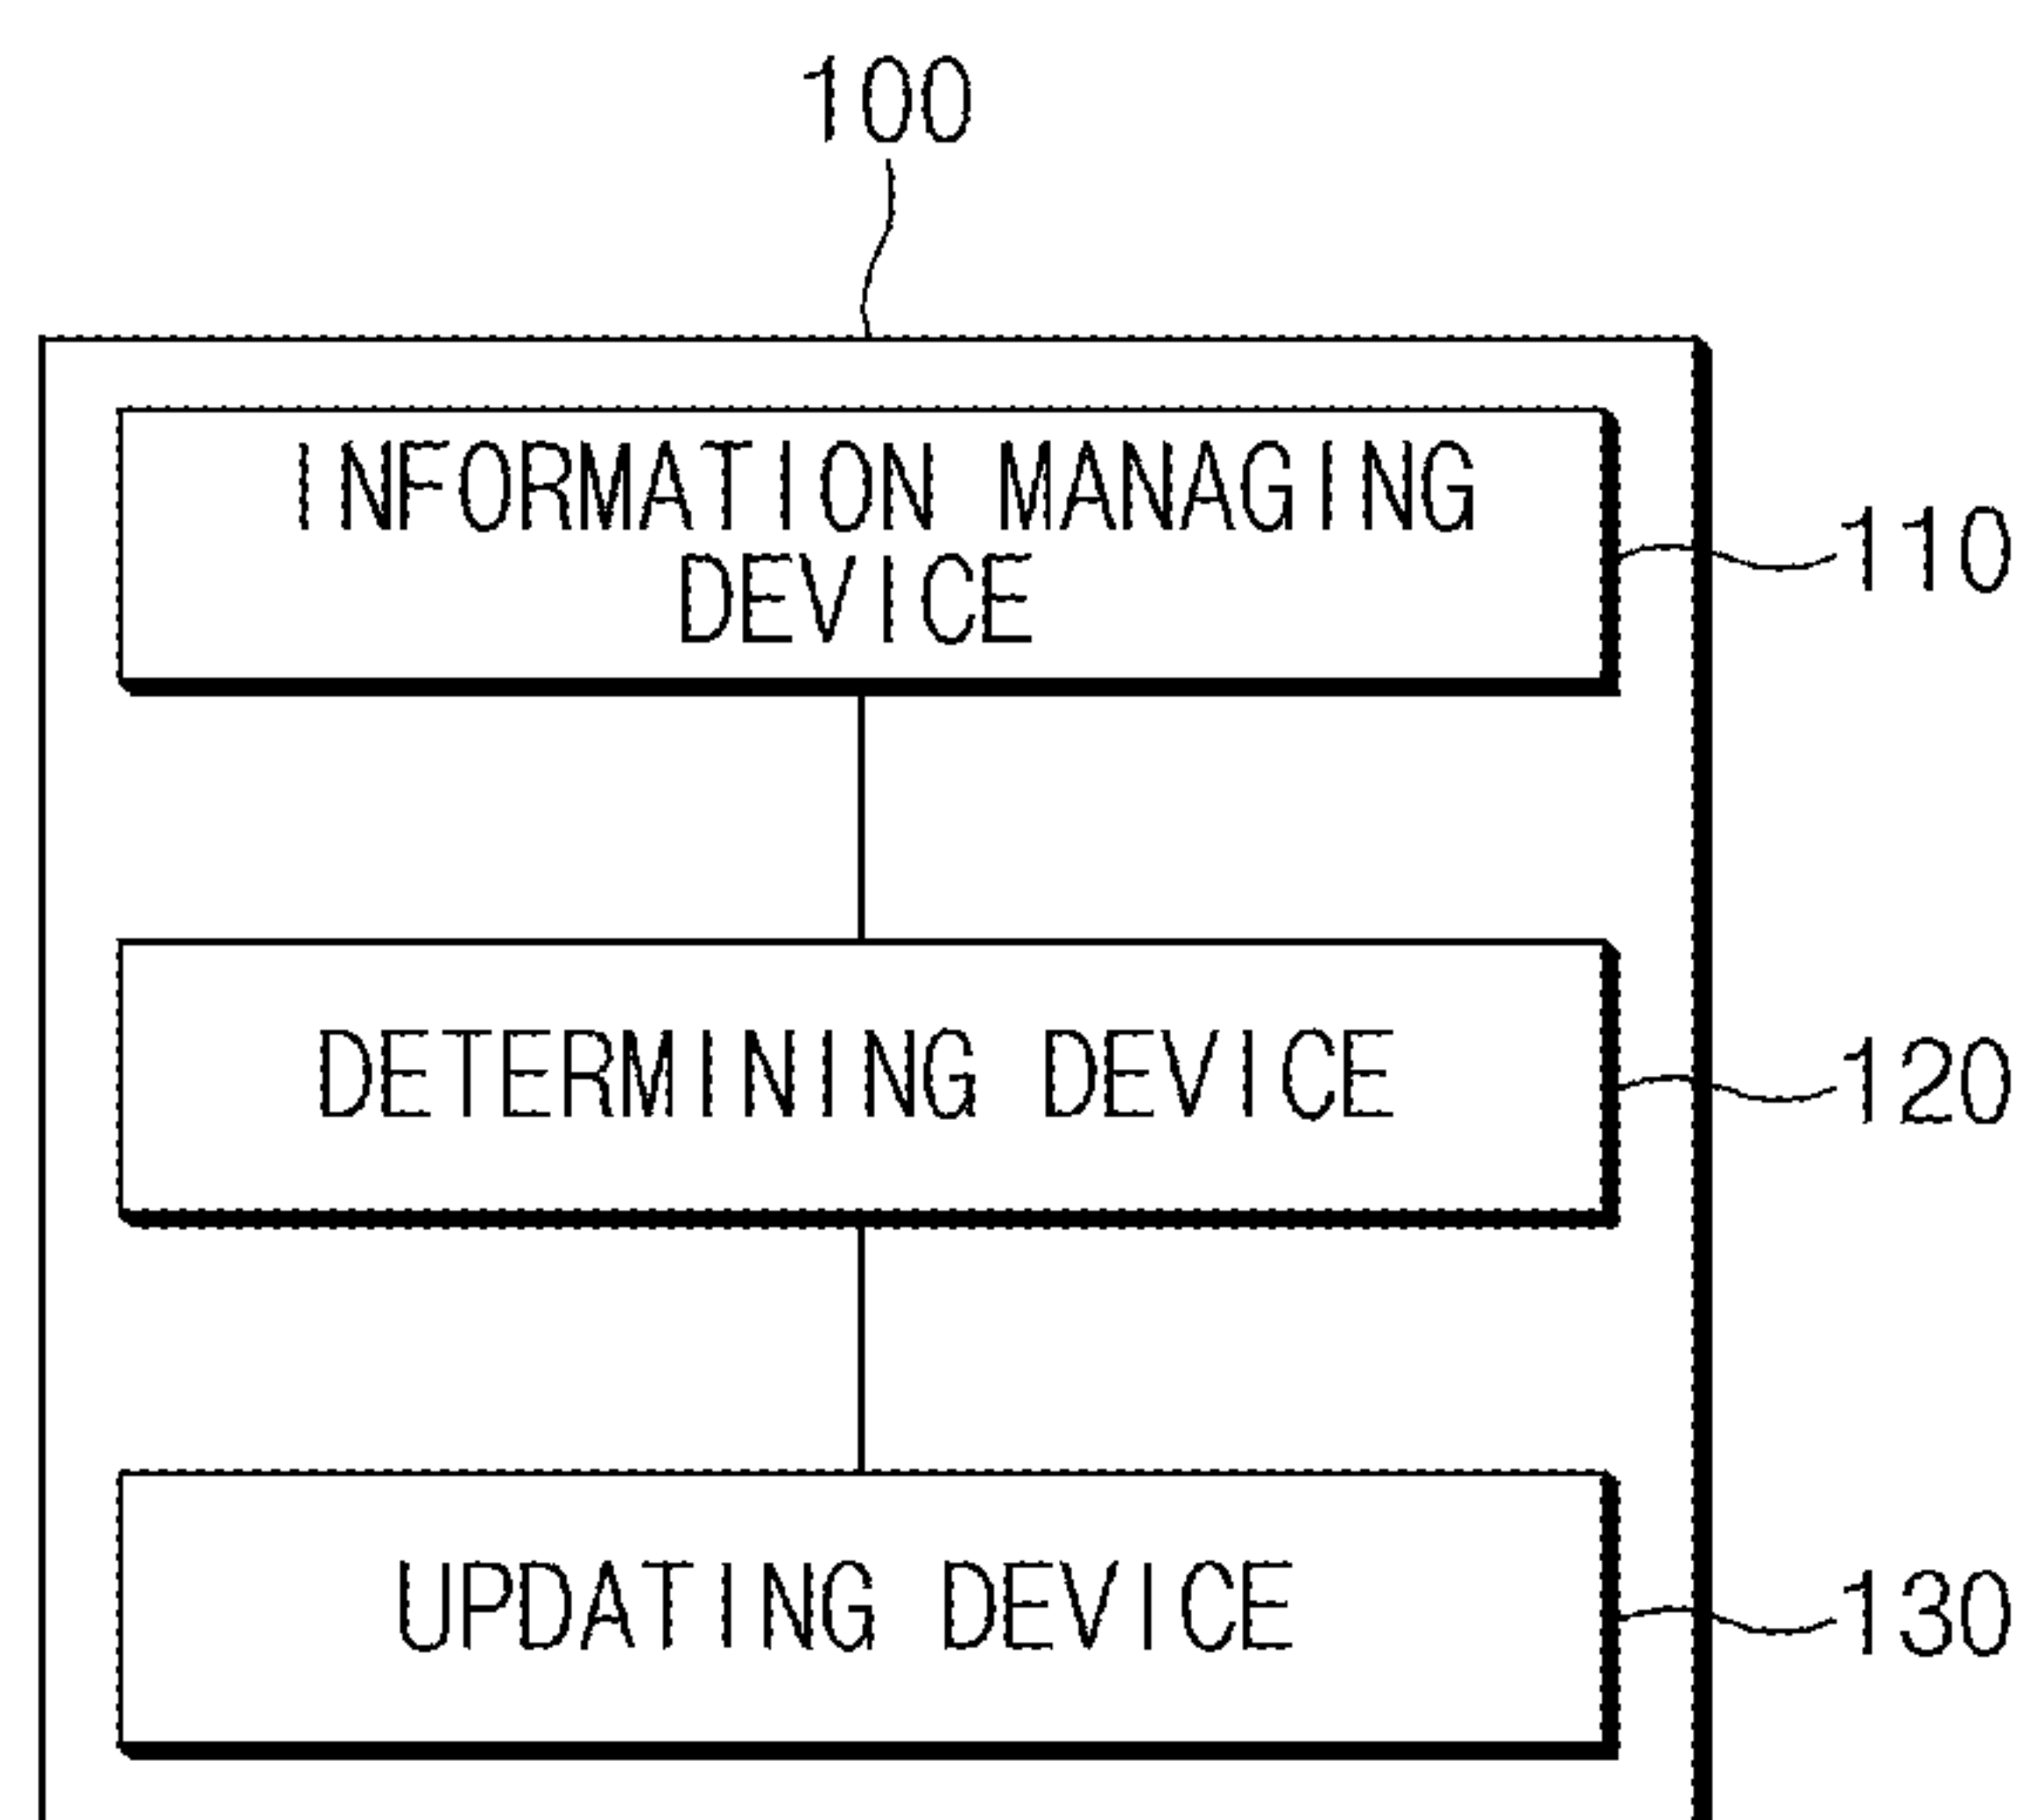 100
INFORMATION MANAGING
DEVICE
110
DETERMINING DEVICE
120
UPDATING DEVICE
130